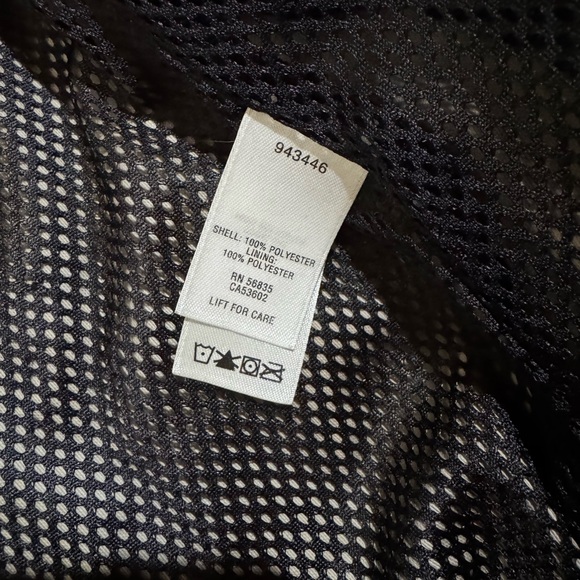 943446
SHELL: 100% POLYESTER
LINING:
100% POLYESTER
RN 56835
CA53602
LIFT FOR CARE